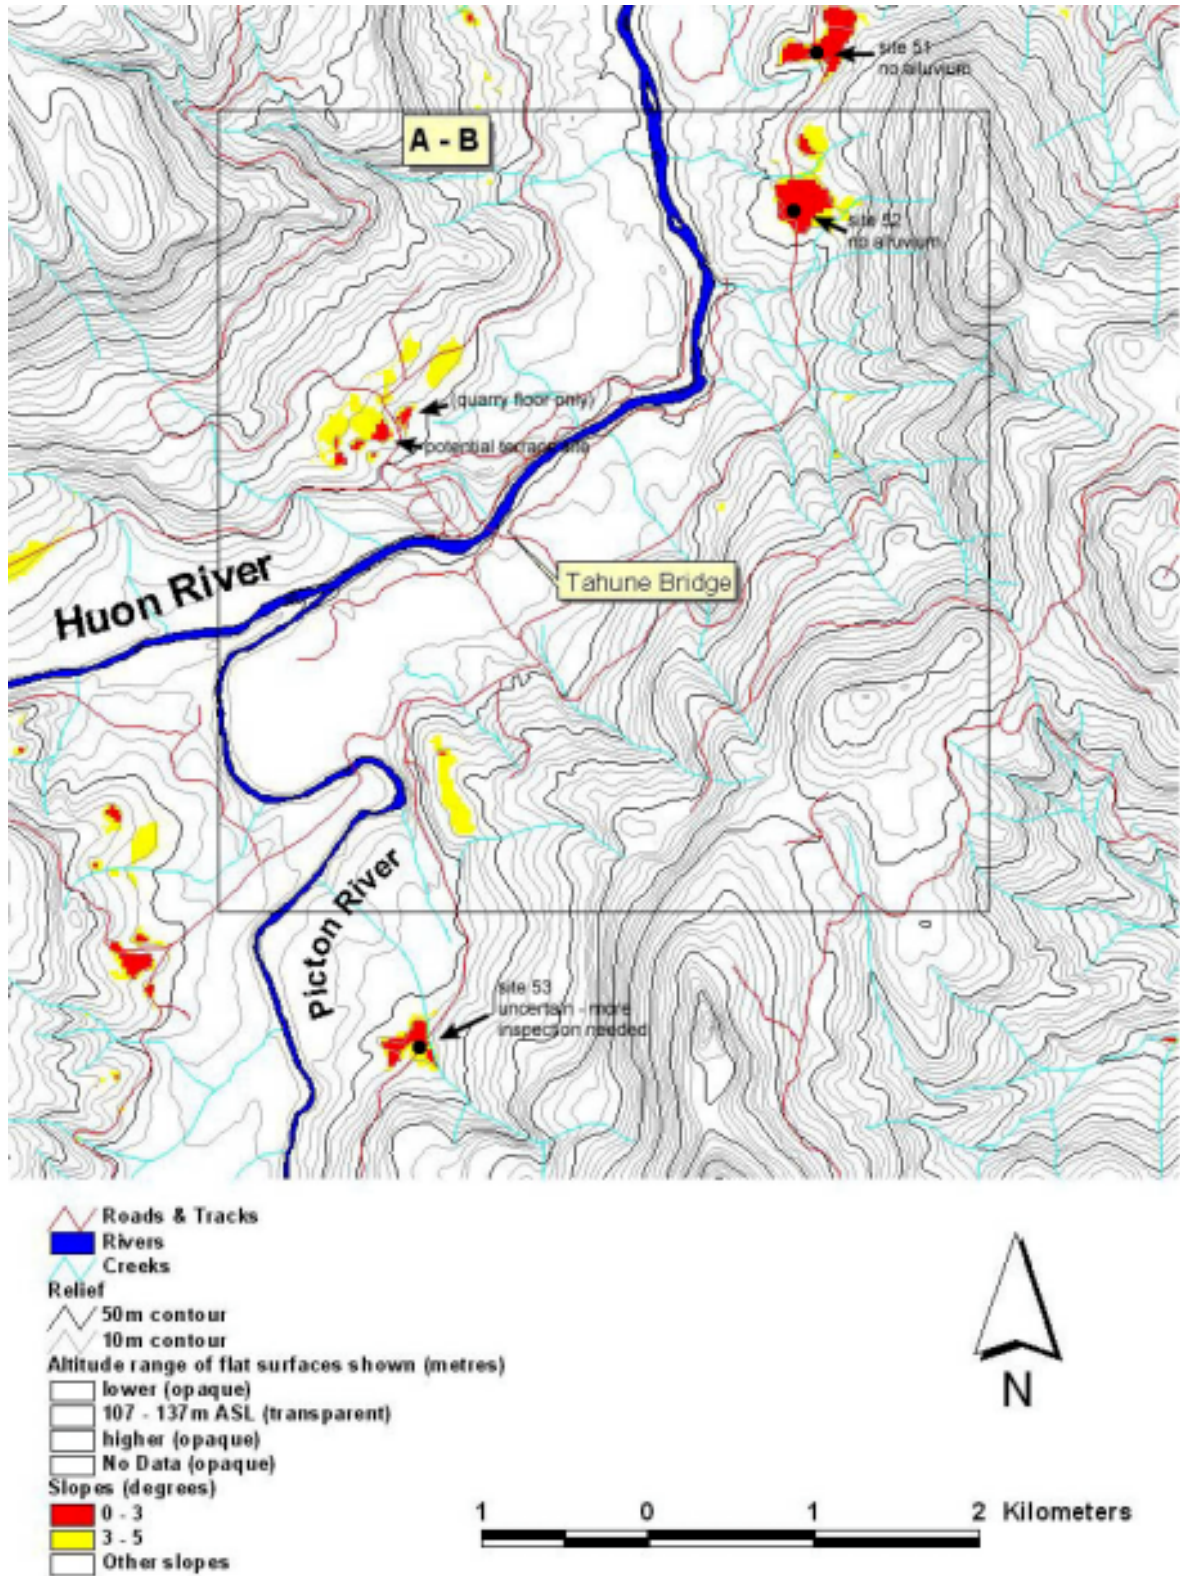 site 51
no alluvium
A - B
site 52
no alluvium
(quarry floor only)
potential terrace site
Huon River
Tahune Bridge
Picton River
site 53
uncertain - more
inspection needed
Roads & Tracks
Rivers
Creeks
Relief
50m contour
10m contour
Altitude range of flat surfaces shown (metres)
lower (opaque)
107 - 137m ASL (transparent)
higher (opaque)
No Data (opaque)
Slopes (degrees)
0 - 3
3 - 5
Other slopes
N
1 0 1 2 Kilometers